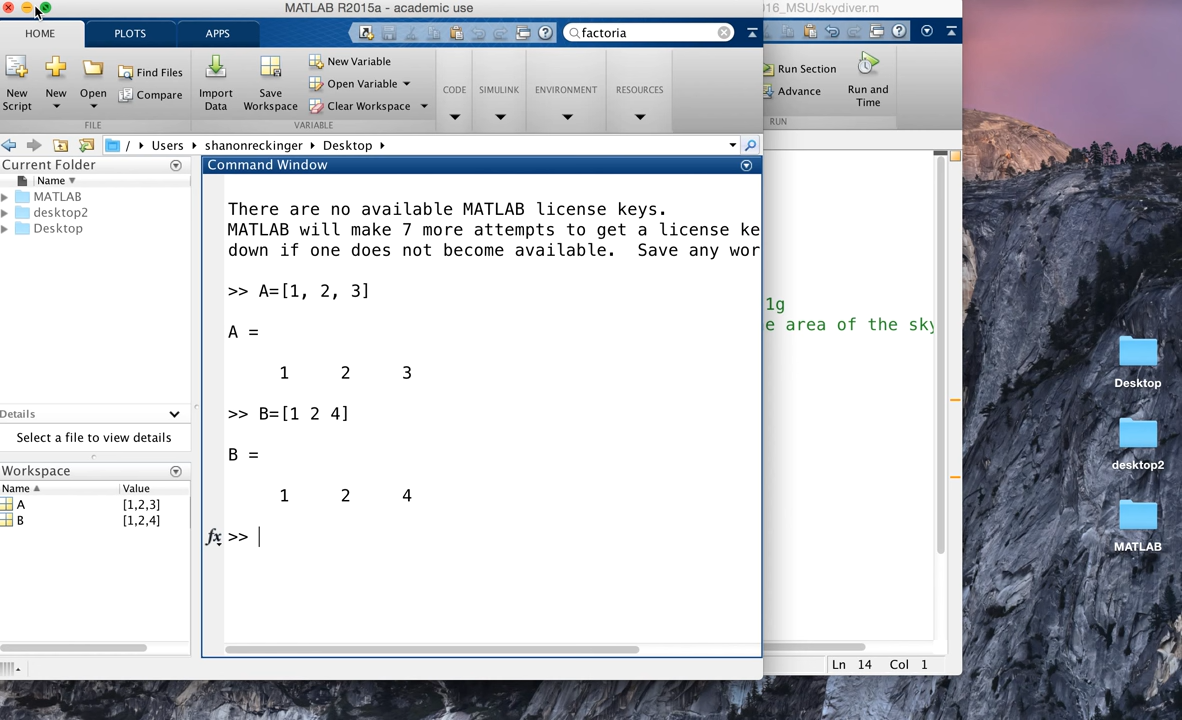 MATLAB R2015a - academic use
16_MSU/skydiver.m
HOME PLOTS APPS
factoria
New Script
New
Open
Find Files
Compare
FILE
Import Data
Save Workspace
New Variable
Open Variable
Clear Workspace
VARIABLE
CODE
SIMULINK
ENVIRONMENT
RESOURCES
Run Section
Advance
Run and Time
RUN
/ Users shanonreckinger Desktop
Current Folder
Name
MATLAB
desktop2
Desktop
Details
Select a file to view details
Workspace
Name Value
A [1,2,3]
B [1,2,4]
Command Window
There are no available MATLAB license keys.
MATLAB will make 7 more attempts to get a license ke
down if one does not become available.  Save any wor
>> A=[1, 2, 3]
A =
1 2 3
>> B=[1 2 4]
B =
1 2 4
fx >>
1g
e area of the sky
Ln 14 Col 1
Desktop
desktop2
MATLAB